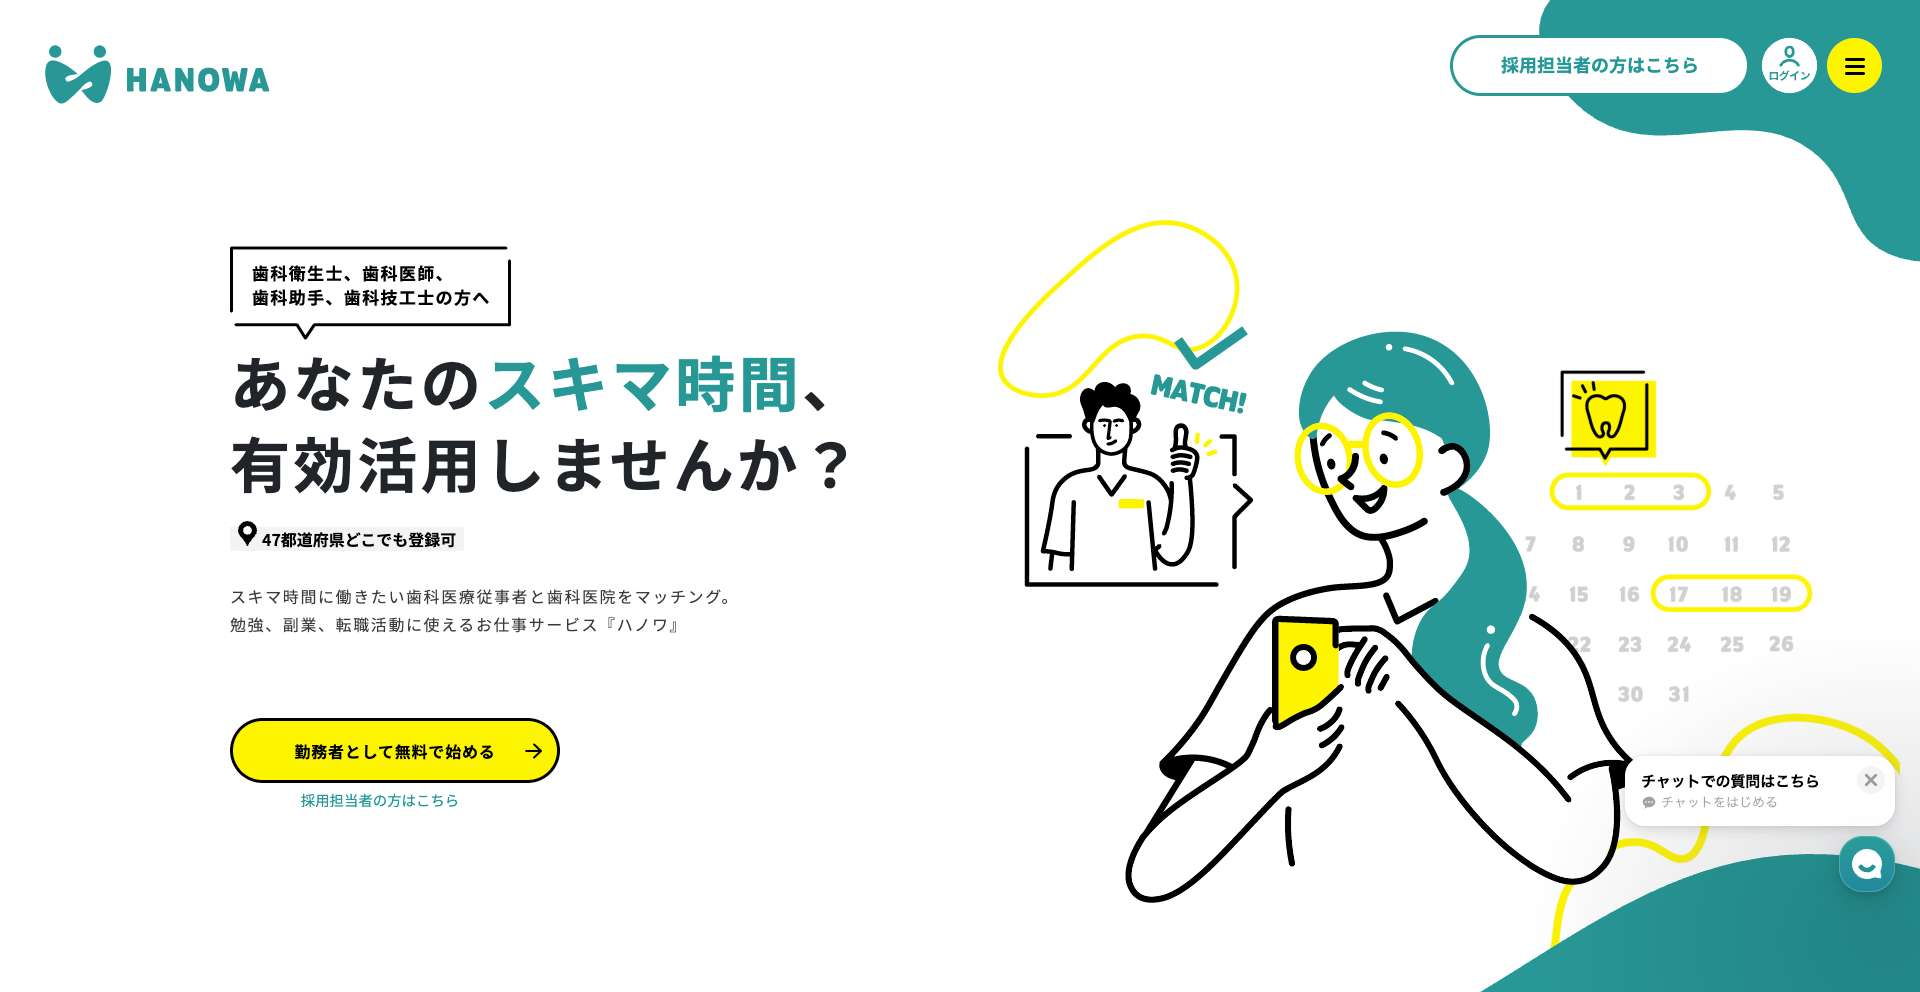 HANOWA
採用担当者の方はこちら
ログイン
歯科衛生士、歯科医師、
歯科助手、歯科技工士の方へ
あなたのスキマ時間、
有効活用しませんか？
47都道府県どこでも登録可
スキマ時間に働きたい歯科医療従事者と歯科医院をマッチング。
勉強、副業、転職活動に使えるお仕事サービス『ハノワ』
勤務者として無料で始める
採用担当者の方はこちら
MATCH!
1 2 3 4 5
7 8 9 10 11 12
4 15 16 17 18 19
22 23 24 25 26
30 31
チャットでの質問はこちら
チャットをはじめる